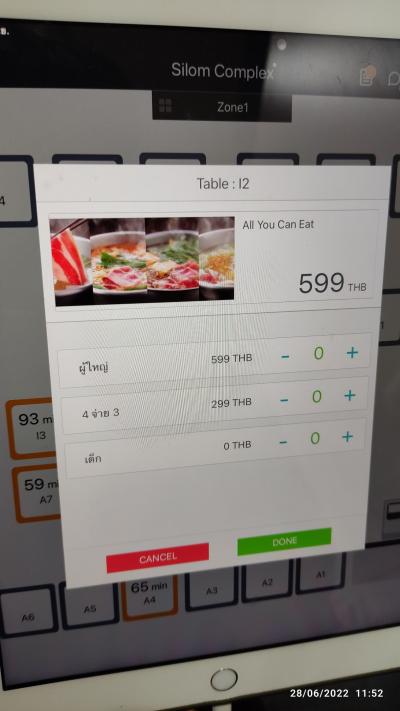 Silom Complex
Zone1
4
Table : I2
All You Can Eat
599 THB
ผู้ใหญ่ 599 THB - 0 +
4 จ่าย 3 299 THB - 0 +
เด็ก 0 THB - 0 +
CANCEL DONE
93 m
I3
59 m
A7
1
65 min
A6 A5 A4 A3 A2 A1
28/06/2022 11:52